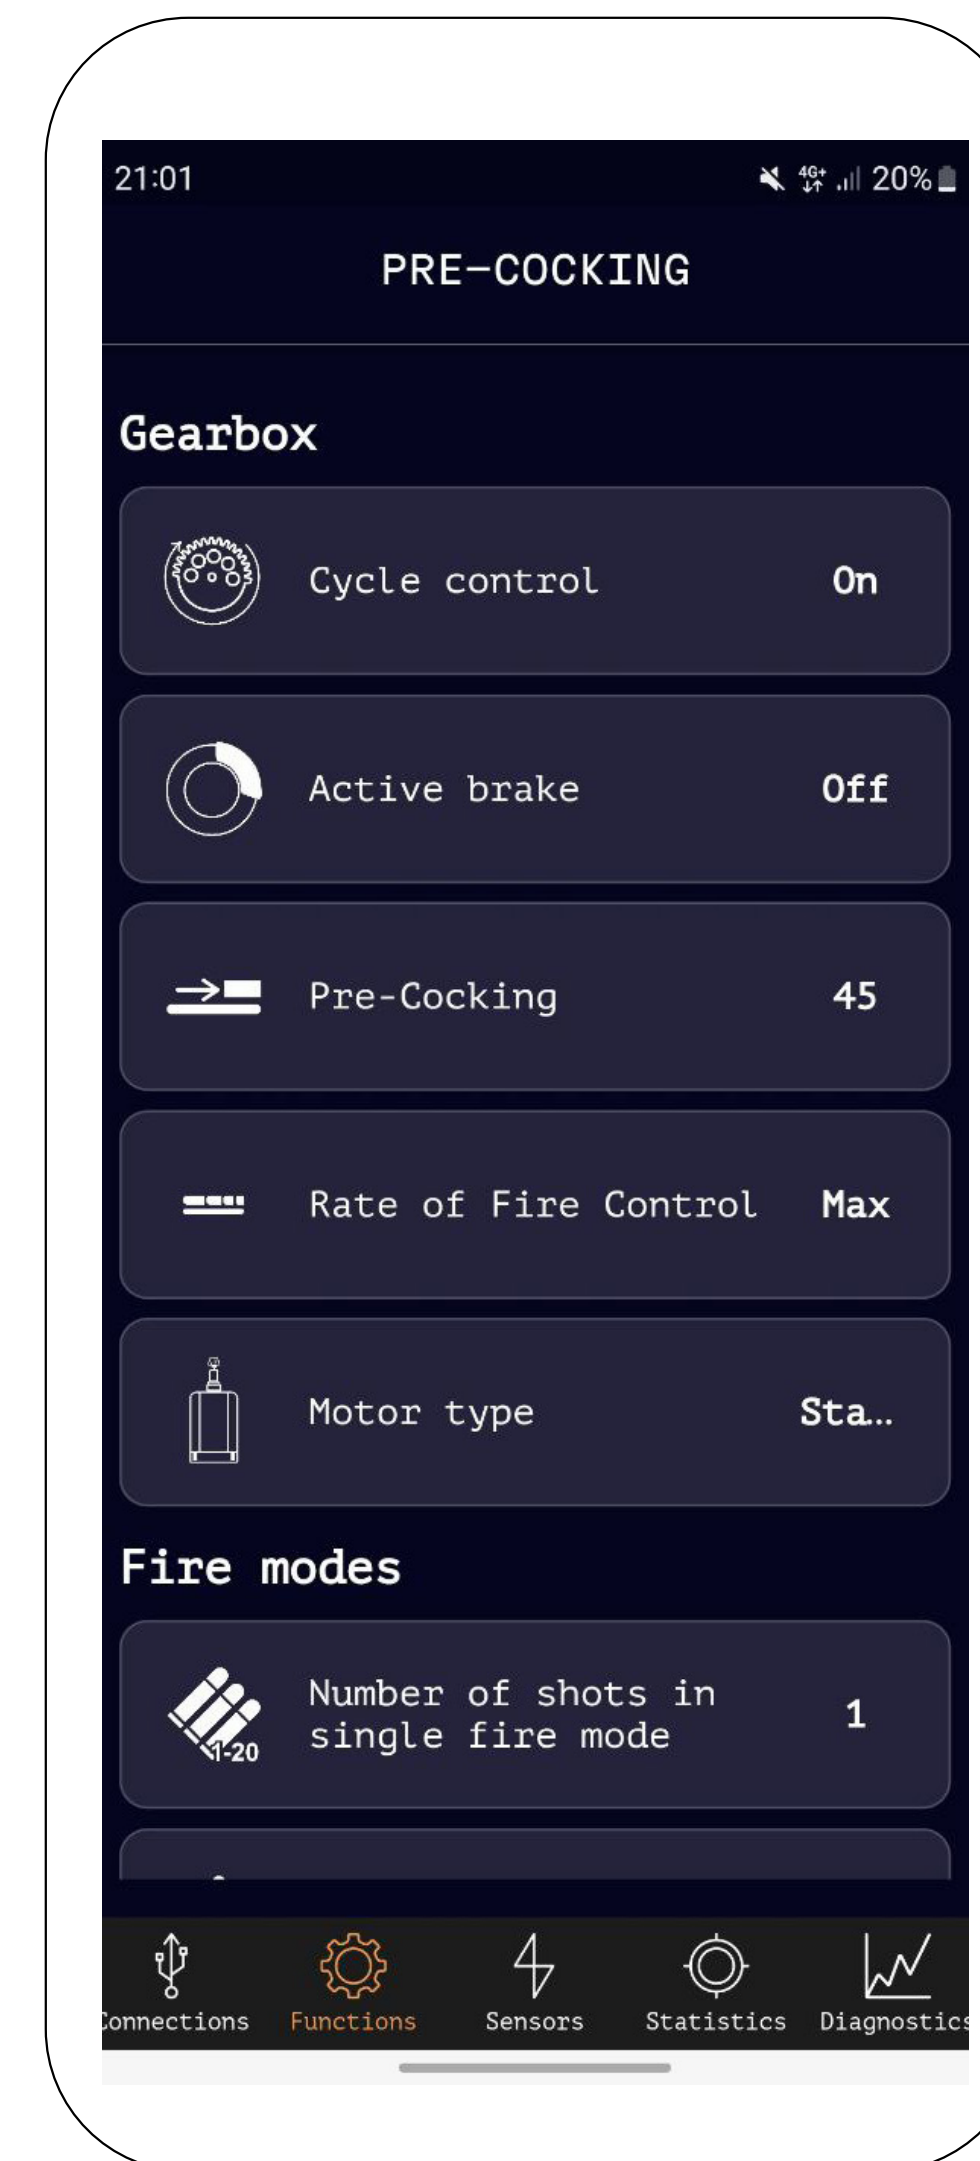 21:01 4G+ 20%
PRE-COCKING
Gearbox
Cycle control On
Active brake Off
Pre-Cocking 45
Rate of Fire Control Max
Motor type Sta…
Fire modes
Number of shots in
single fire mode 1
1-20
Connections Functions Sensors Statistics Diagnostics